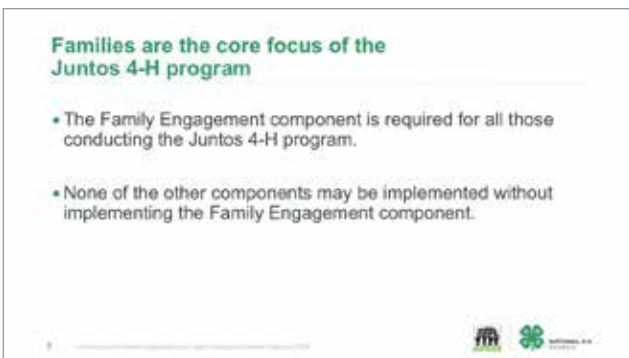 Families are the core focus of the
Juntos 4-H program
• The Family Engagement component is required for all those
conducting the Juntos 4-H program.
• None of the other components may be implemented without
implementing the Family Engagement component.
NATIONAL 4-H